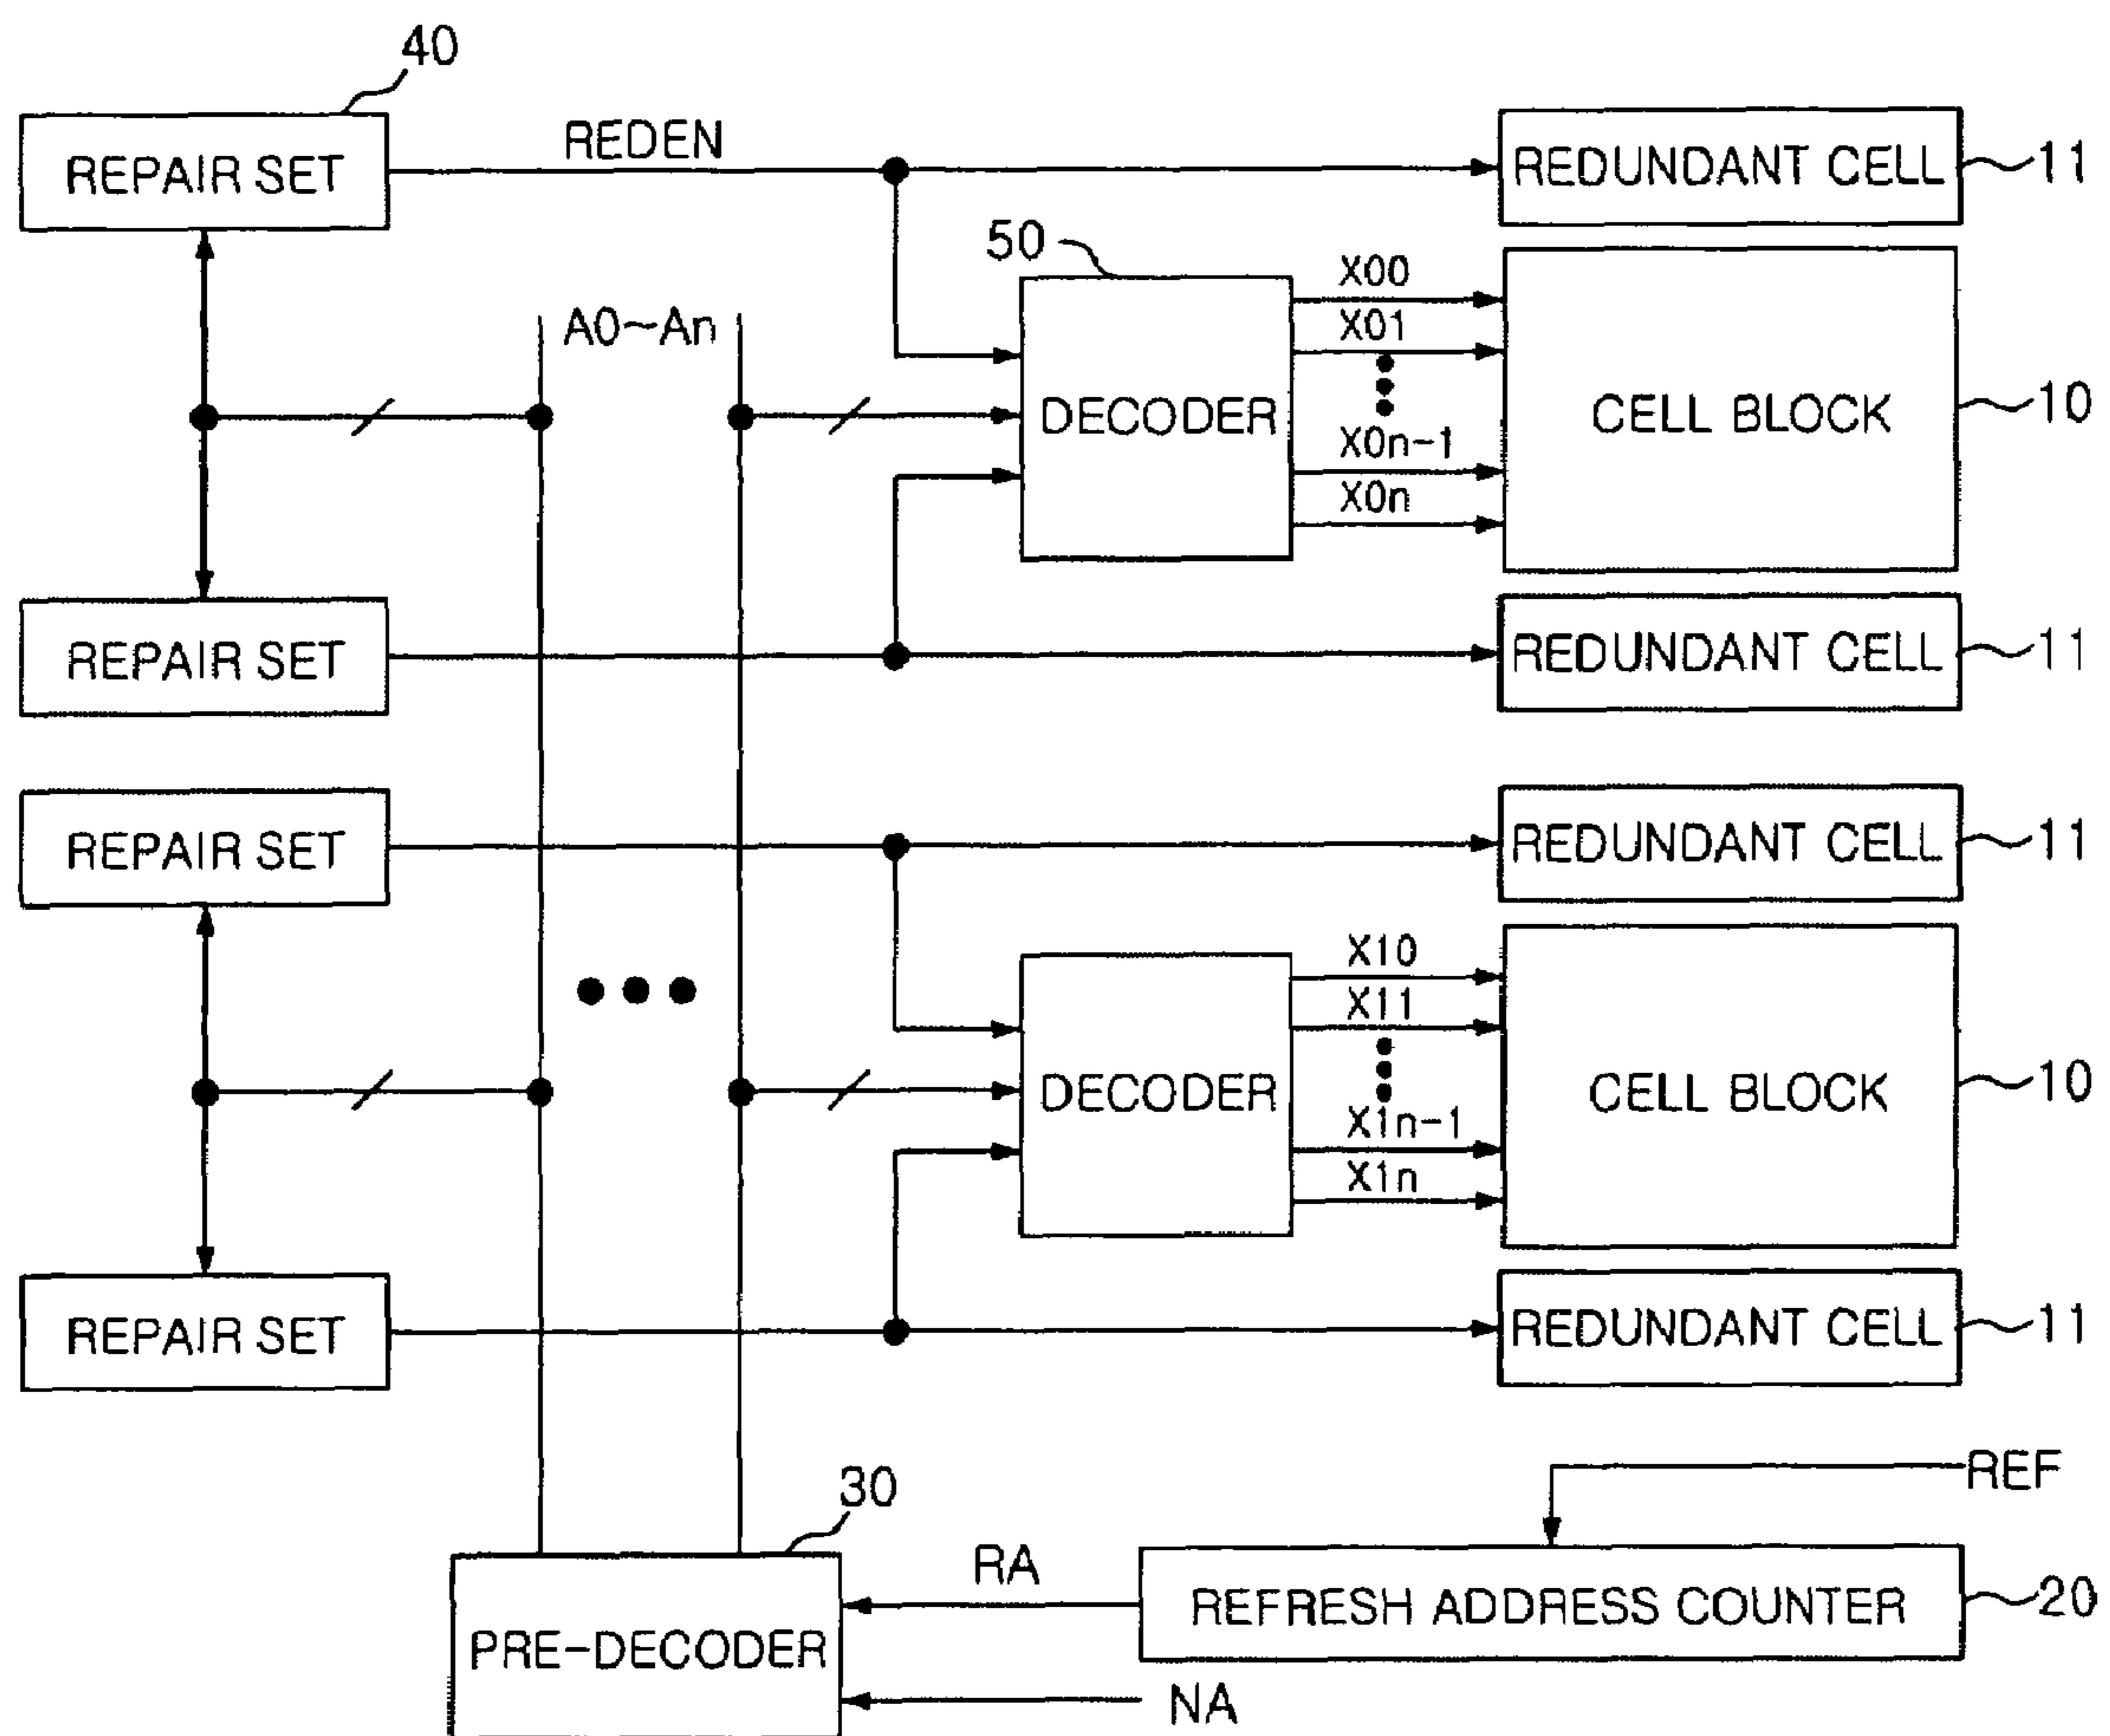 40
REPAIR SET
REDEN
REDUNDANT CELL
11
50
A0~An
DECODER
X00
X01
X0n-1
X0n
CELL BLOCK
10
REPAIR SET
REDUNDANT CELL
11
REPAIR SET
REDUNDANT CELL
11
DECODER
X10
X11
X1n-1
X1n
CELL BLOCK
10
REPAIR SET
REDUNDANT CELL
11
30
REF
PRE-DECODER
RA
REFRESH ADDRESS COUNTER
20
NA